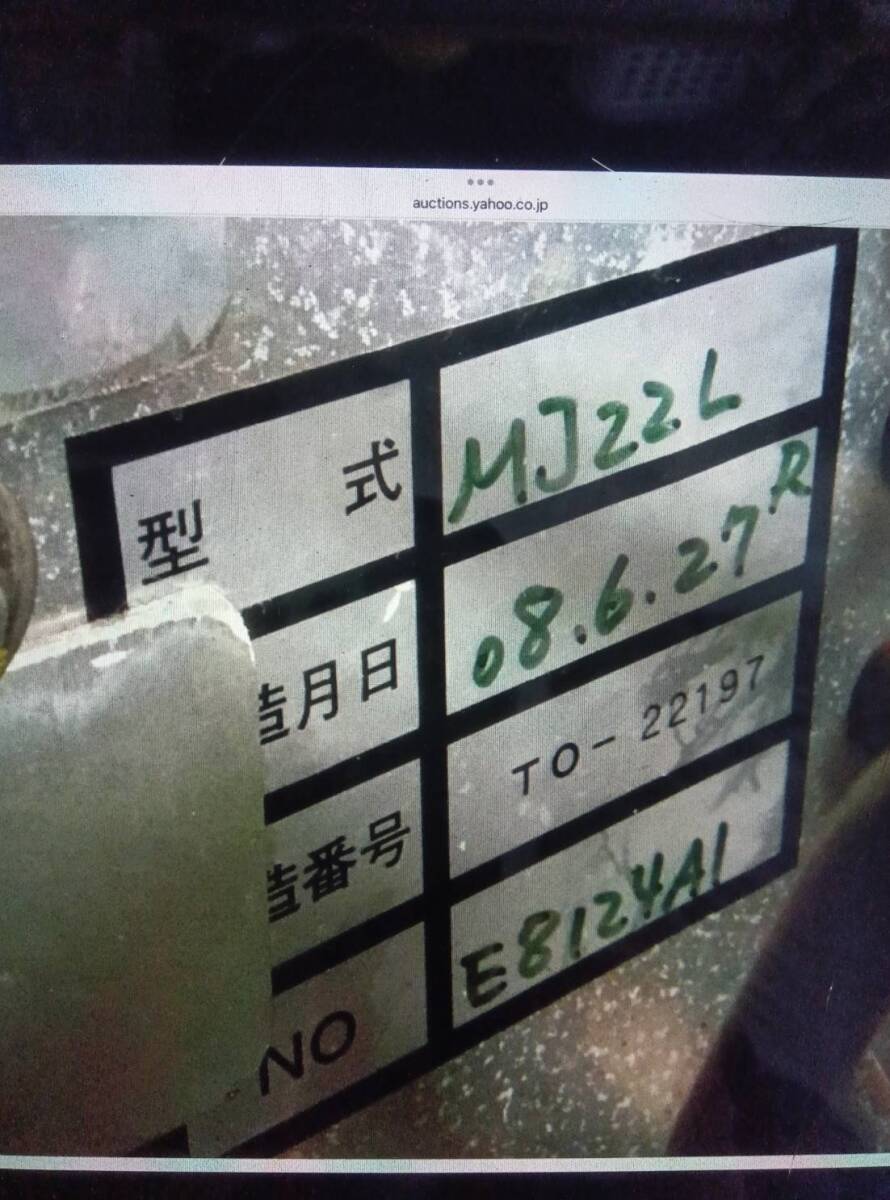 auctions.yahoo.co.jp
型 式 MJ22L
造月日 08.6.27 R
造番号 TO-22197
NO E8124A1